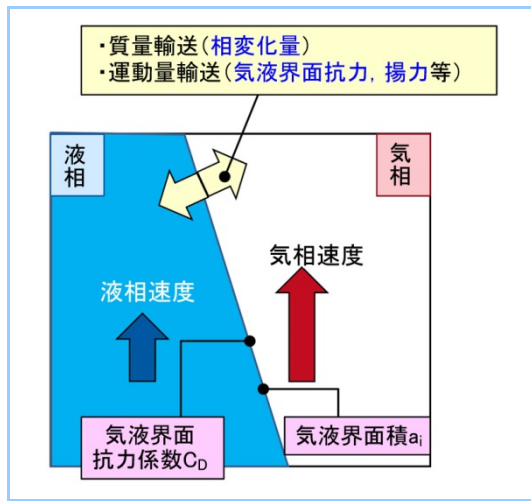 ・質量輸送(相変化量)
・運動量輸送(気液界面抗力, 揚力等)
液相
気相
気相速度
液相速度
気液界面
抗力係数C_D
気液界面積a_i